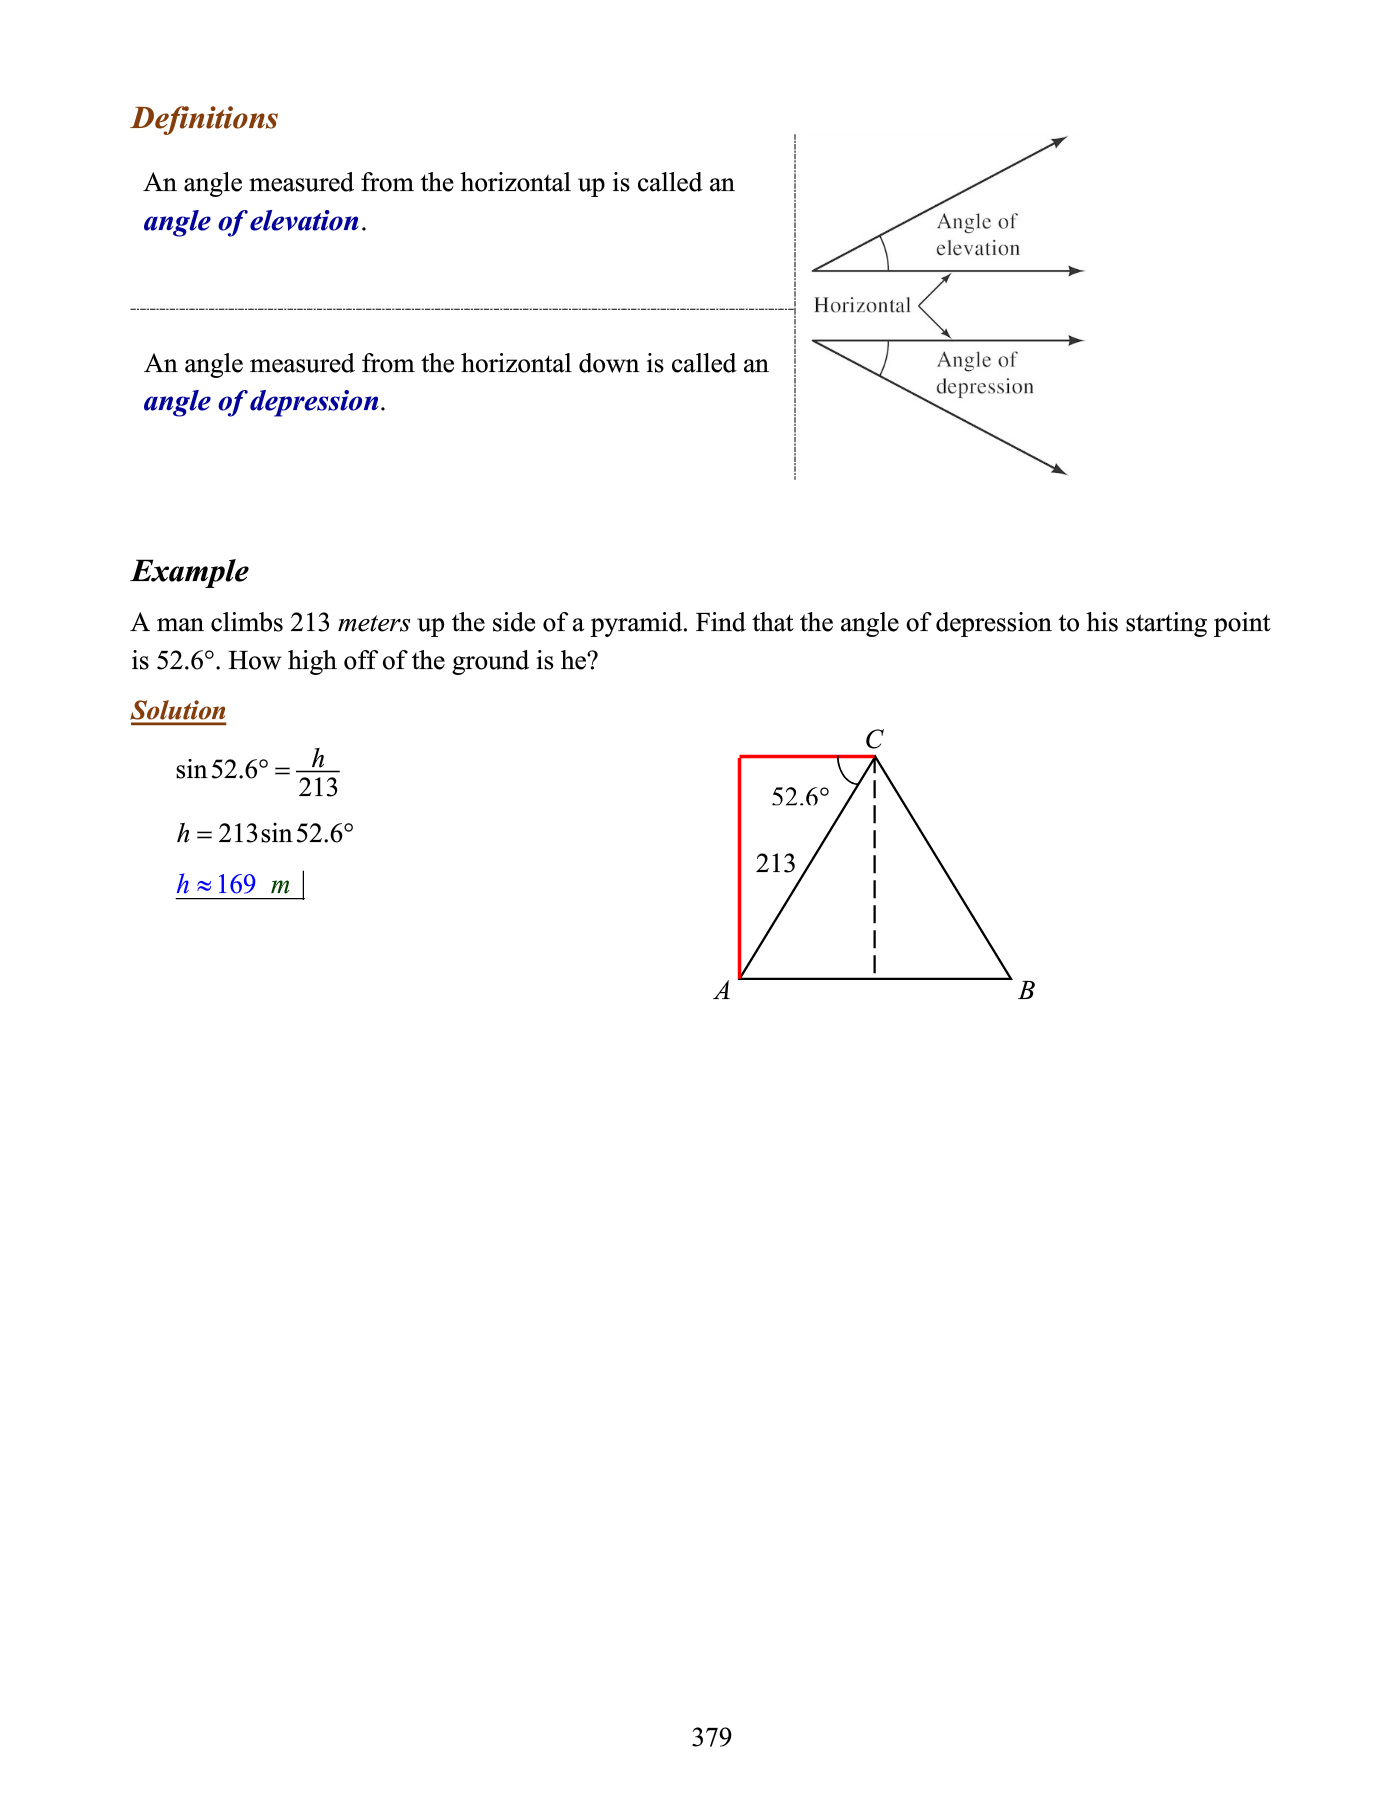 Definitions
An angle measured from the horizontal up is called an
angle of elevation.
An angle measured from the horizontal down is called an
angle of depression.
Angle of
elevation
Horizontal
Angle of
depression
Example
A man climbs 213 meters up the side of a pyramid. Find that the angle of depression to his starting point
is 52.6°. How high off of the ground is he?
Solution
sin 52.6° = h/213
h = 213 sin 52.6°
h ≈ 169 m
C
52.6°
213
A
B
379